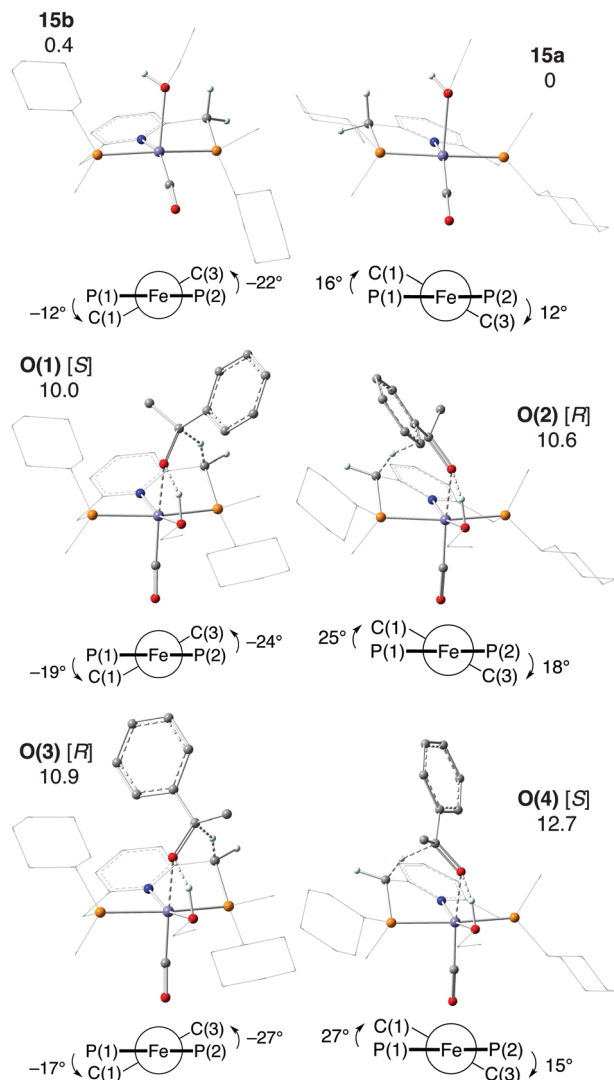 15b
0.4
15a
0
C(3)
–22°
P(1) Fe P(2)
–12°
C(1)
C(1)
16°
P(1) Fe P(2)
12°
C(3)
O(1) [S]
10.0
O(2) [R]
10.6
C(3)
–24°
P(1) Fe P(2)
–19°
C(1)
C(1)
25°
P(1) Fe P(2)
18°
C(3)
O(3) [R]
10.9
O(4) [S]
12.7
C(3)
–27°
P(1) Fe P(2)
–17°
C(1)
C(1)
27°
P(1) Fe P(2)
15°
C(3)